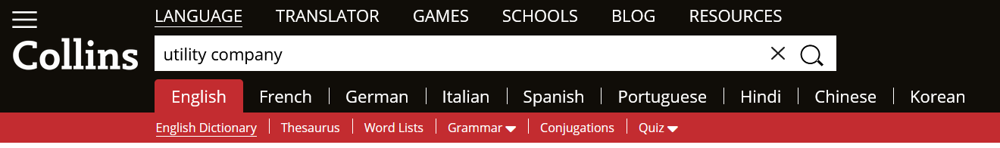 LANGUAGE TRANSLATOR GAMES SCHOOLS BLOG RESOURCES
Collins
utility company
English French German Italian Spanish Portuguese Hindi Chinese Korean
English Dictionary Thesaurus Word Lists Grammar Conjugations Quiz